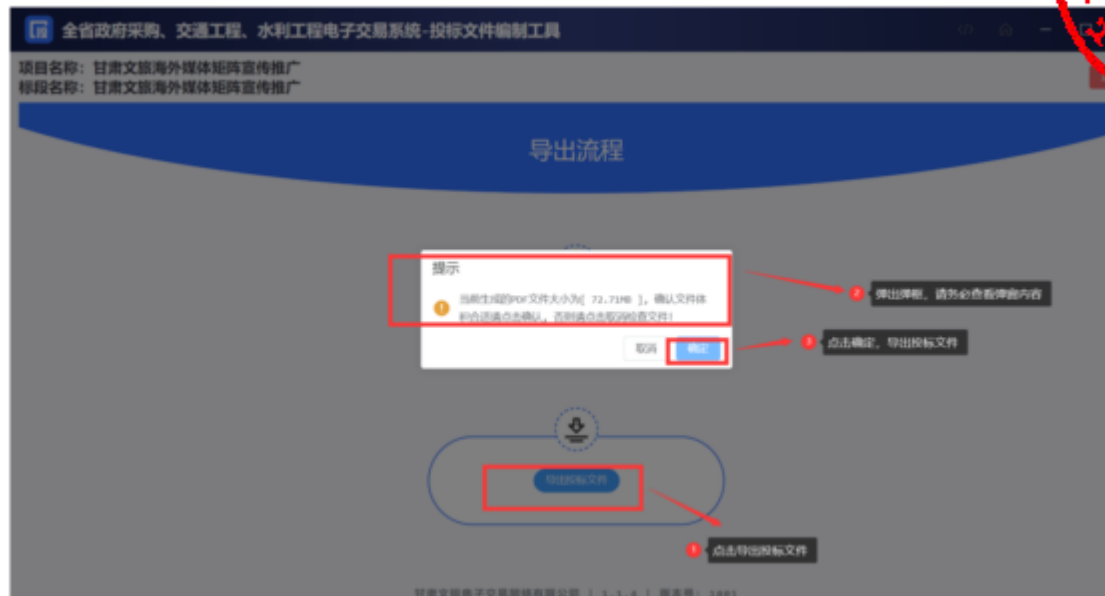 全省政府采购、交通工程、水利工程电子交易系统-投标文件编制工具
项目名称：甘肃文旅海外媒体矩阵宣传推广
标段名称：甘肃文旅海外媒体矩阵宣传推广
导出流程
提示
当前生成的PDF文件大小为[ 72.71MB ]，确认文件体
积合适请点击确认，否则请点击取消检查文件！
取消 确定
2 弹出弹框，请务必查看弹窗内容
3 点击确定，导出投标文件
导出投标文件
1 点击导出投标文件